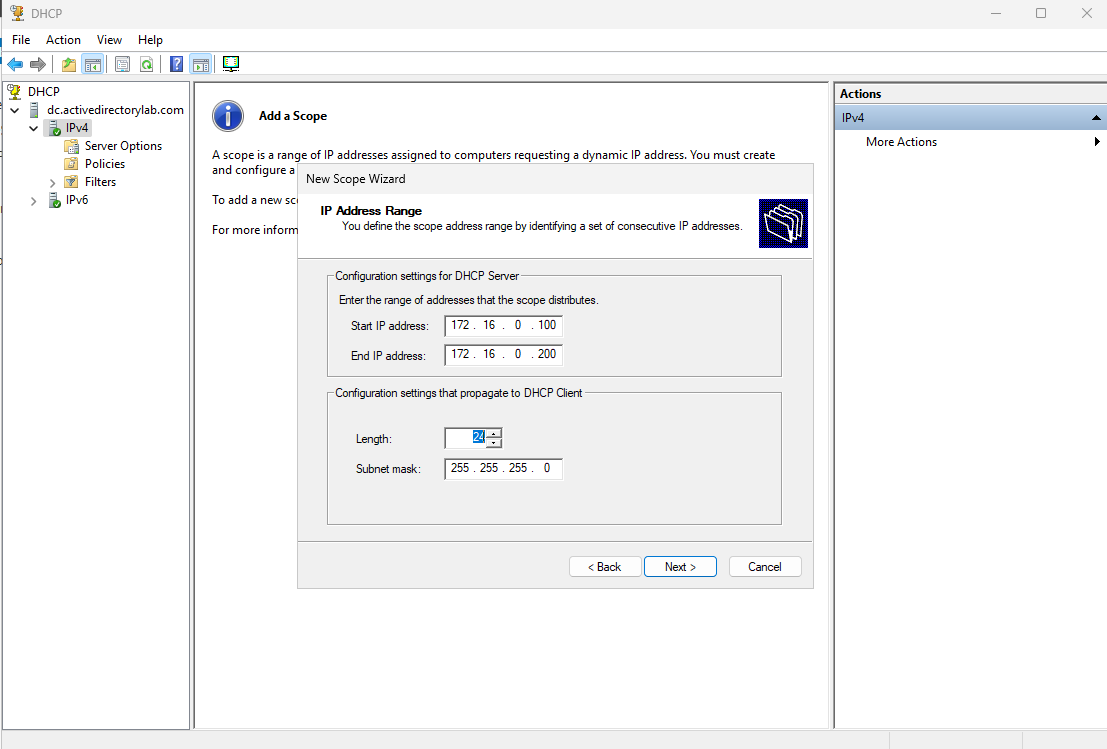 DHCP
File Action View Help
DHCP
dc.activedirectorylab.com
IPv4
Server Options
Policies
Filters
IPv6
Add a Scope
A scope is a range of IP addresses assigned to computers requesting a dynamic IP address. You must create
and configure a
To add a new sc
For more inform
New Scope Wizard
IP Address Range
You define the scope address range by identifying a set of consecutive IP addresses.
Configuration settings for DHCP Server
Enter the range of addresses that the scope distributes.
Start IP address: 172 . 16 . 0 . 100
End IP address: 172 . 16 . 0 . 200
Configuration settings that propagate to DHCP Client
Length: 24
Subnet mask: 255 . 255 . 255 . 0
< Back Next > Cancel
Actions
IPv4
More Actions